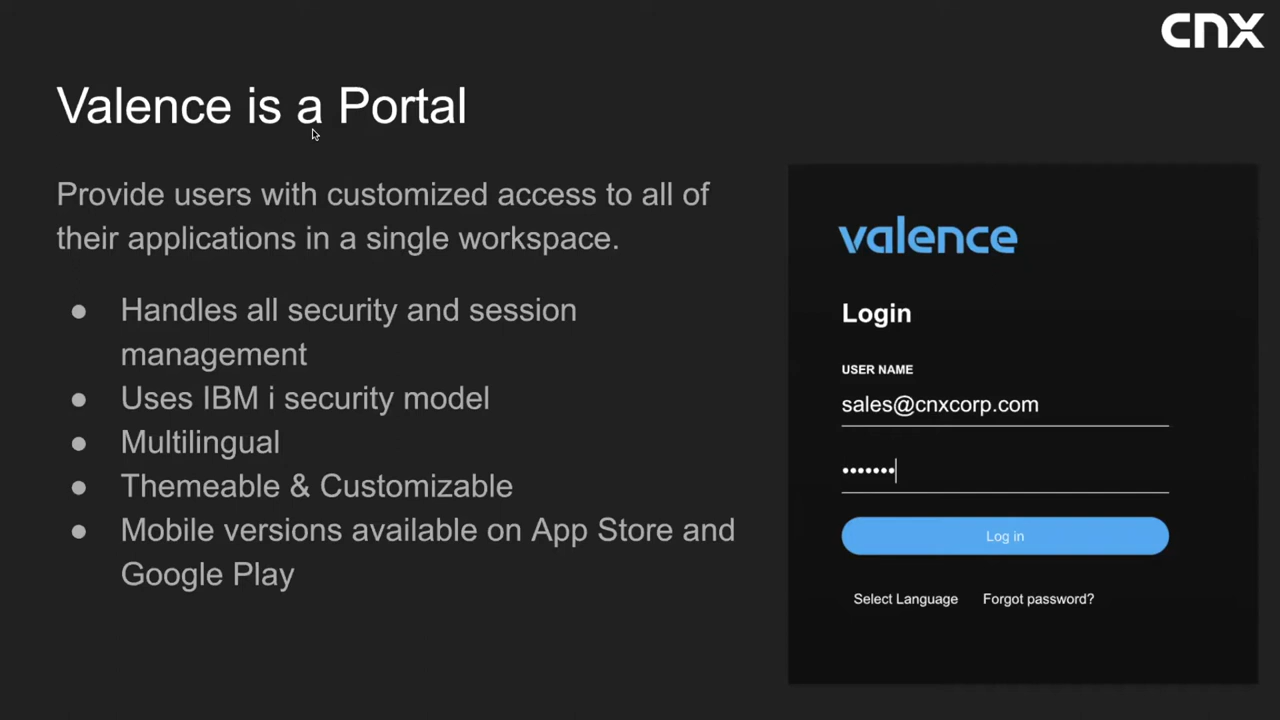 CNX
Valence is a Portal
Provide users with customized access to all of
their applications in a single workspace.
● Handles all security and session
management
● Uses IBM i security model
● Multilingual
● Themeable & Customizable
● Mobile versions available on App Store and
Google Play
valence
Login
USER NAME
sales@cnxcorp.com
•••••••
Log in
Select Language Forgot password?